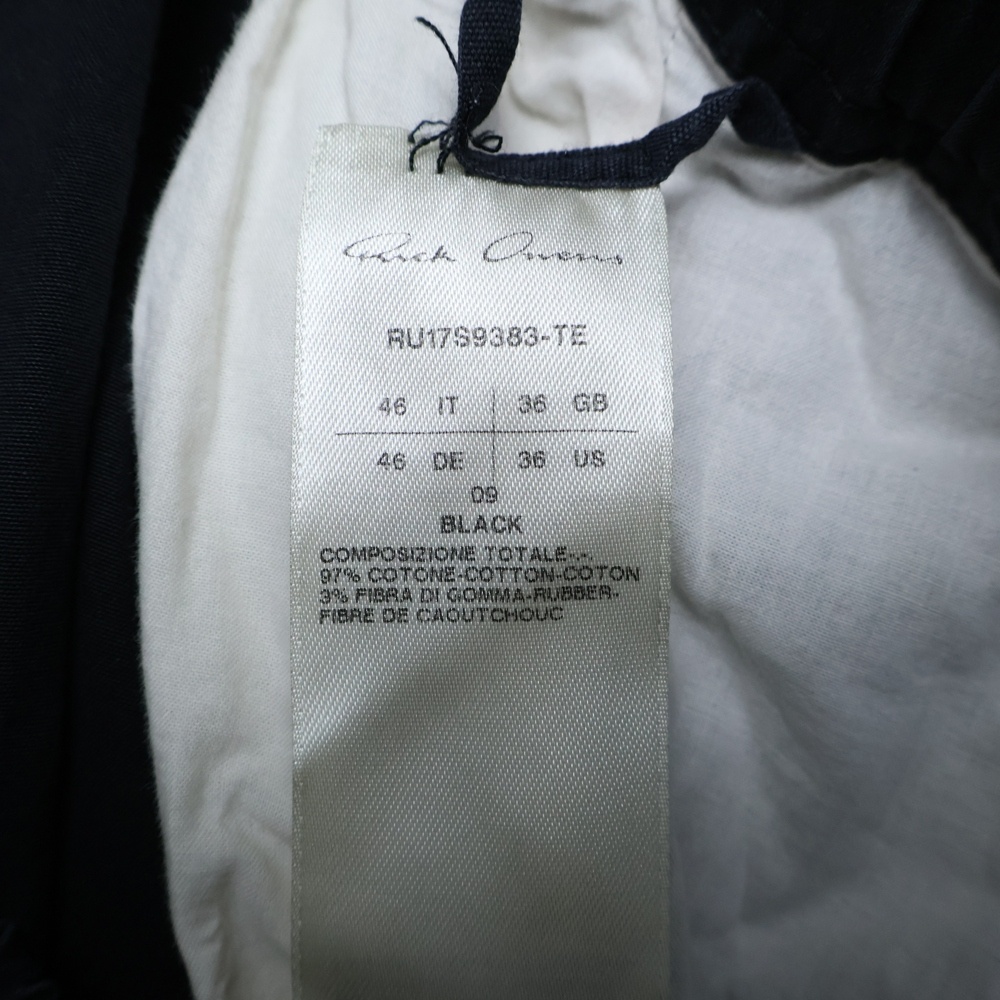 Rick Owens
RU17S9383-TE
46 IT 36 GB
46 DE 36 US
09
BLACK
COMPOSIZIONE TOTALE-.-.
97% COTONE-COTTON-COTON
3% FIBRA DI GOMMA-RUBBER-
FIBRE DE CAOUTCHOUC